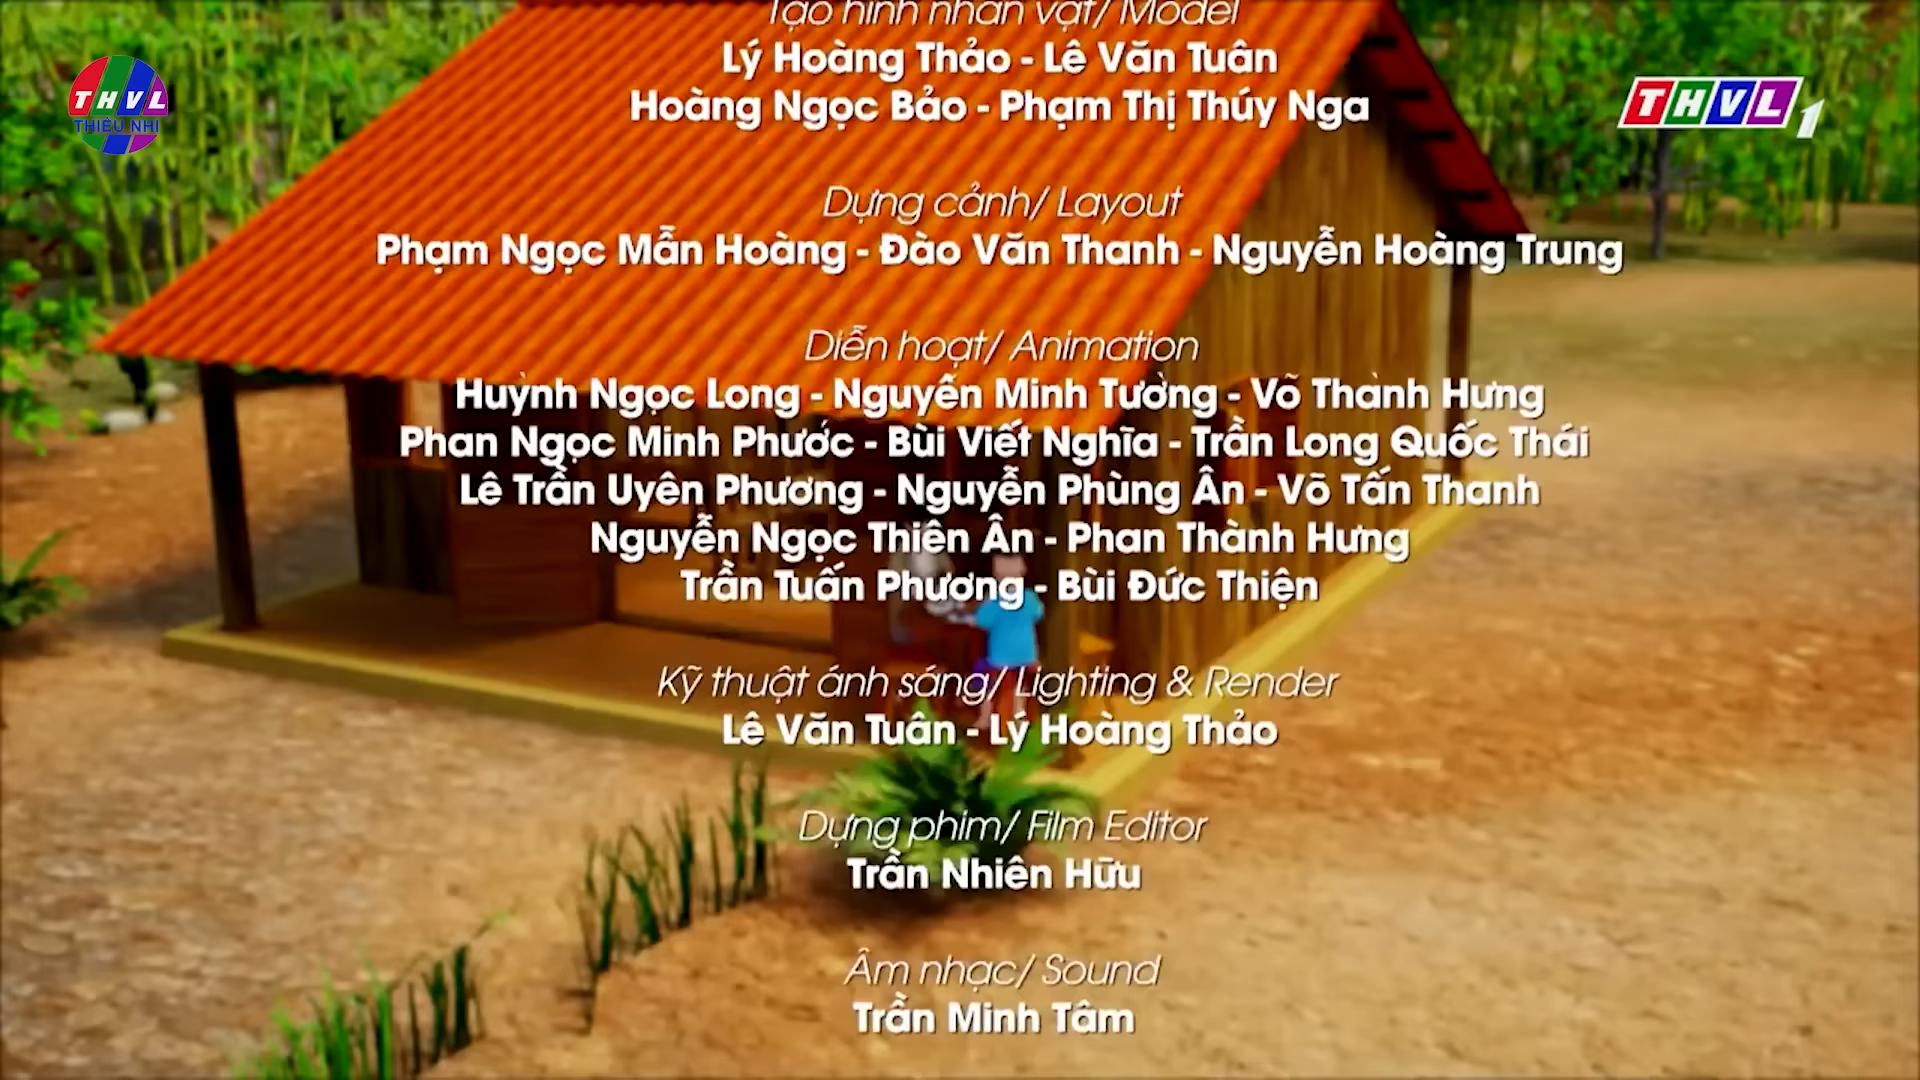 Tạo hình nhân vật/ Model
Lý Hoàng Thảo - Lê Văn Tuân
Hoàng Ngọc Bảo - Phạm Thị Thúy Nga
THVL
THIẾU NHI
THVL1
Dựng cảnh/ Layout
Phạm Ngọc Mẫn Hoàng - Đào Văn Thanh - Nguyễn Hoàng Trung
Diễn hoạt/ Animation
Huỳnh Ngọc Long - Nguyễn Minh Tường - Võ Thành Hưng
Phan Ngọc Minh Phước - Bùi Viết Nghĩa - Trần Long Quốc Thái
Lê Trần Uyên Phương - Nguyễn Phùng Ân - Võ Tấn Thanh
Nguyễn Ngọc Thiên Ân - Phan Thành Hưng
Trần Tuấn Phương - Bùi Đức Thiện
Kỹ thuật ánh sáng/ Lighting & Render
Lê Văn Tuân - Lý Hoàng Thảo
Dựng phim/ Film Editor
Trần Nhiên Hữu
Âm nhạc/ Sound
Trần Minh Tâm